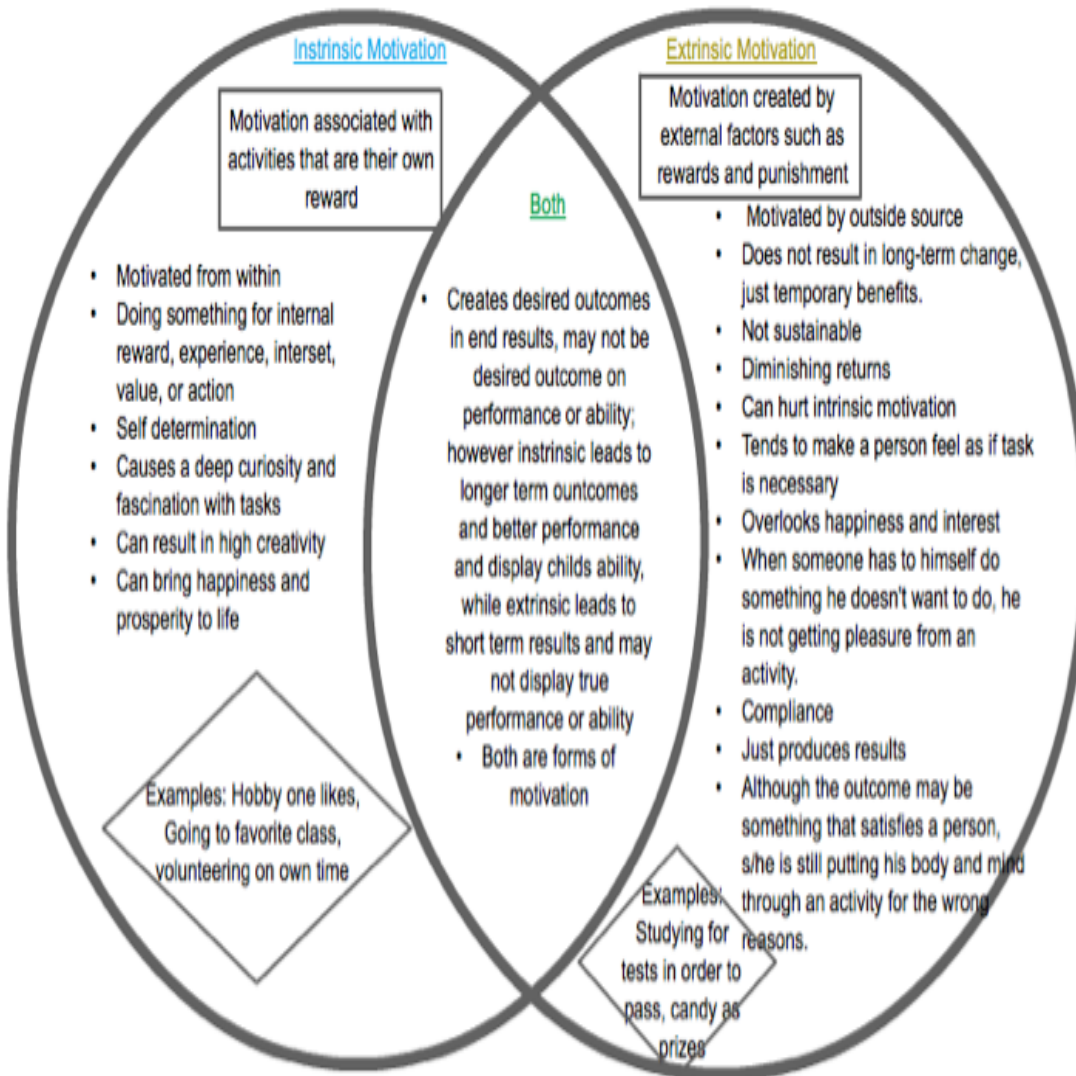 Instrinsic Motivation
Motivation associated with
activities that are their own
reward
• Motivated from within
• Doing something for internal
reward, experience, interset,
value, or action
• Self determination
• Causes a deep curiosity and
fascination with tasks
• Can result in high creativity
• Can bring happiness and
prosperity to life
Examples: Hobby one likes,
Going to favorite class,
volunteering on own time
Both
• Creates desired outcomes
in end results, may not be
desired outcome on
performance or ability;
however instrinsic leads to
longer term ountcomes
and better performance
and display childs ability,
while extrinsic leads to
short term results and may
not display true
performance or ability
• Both are forms of
motivation
Extrinsic Motivation
Motivation created by
external factors such as
rewards and punishment
• Motivated by outside source
• Does not result in long-term change,
just temporary benefits.
• Not sustainable
• Diminishing returns
• Can hurt intrinsic motivation
• Tends to make a person feel as if task
is necessary
• Overlooks happiness and interest
• When someone has to himself do
something he doesn't want to do, he
is not getting pleasure from an
activity.
• Compliance
• Just produces results
• Although the outcome may be
something that satisfies a person,
s/he is still putting his body and mind
through an activity for the wrong
reasons.
Examples:
Studying for
tests in order to
pass, candy as
prizes